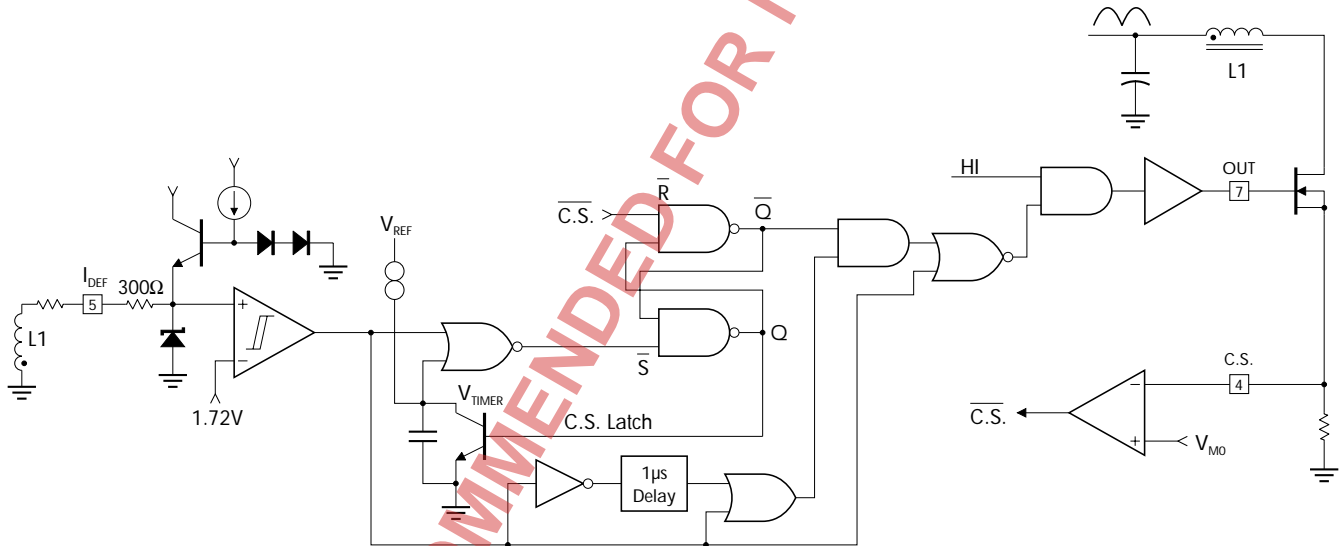 L1
HI
OUT
7
R̅
Q̅
C̅.̅S̅.̅
V_REF
I_DEF
300Ω
5
L1
Q
S̅
C.S.
4
1.72V
V_TIMER
C.S. Latch
C̅.̅S̅.̅
V_M0
1µs
Delay
OMMENDED FOR